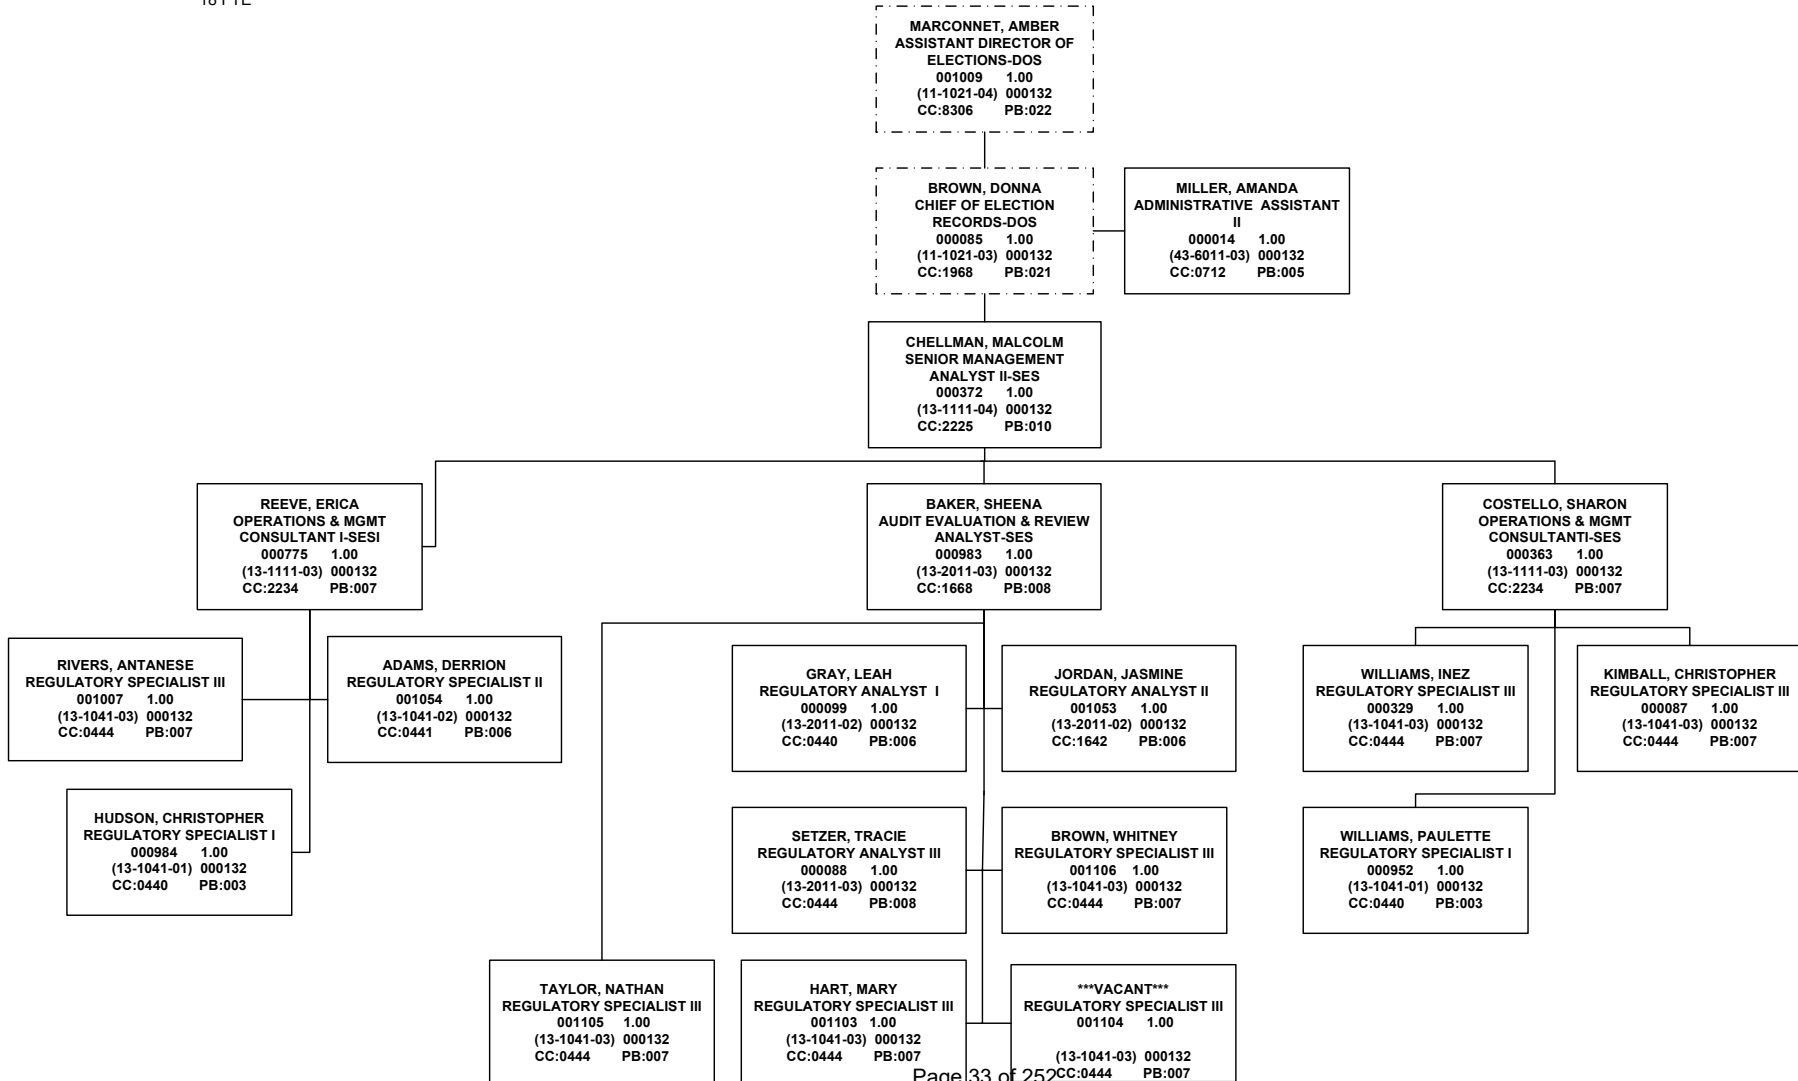 18 FTE
MARCONNET, AMBER
ASSISTANT DIRECTOR OF
ELECTIONS-DOS
001009 1.00
(11-1021-04) 000132
CC:8306 PB:022
BROWN, DONNA
CHIEF OF ELECTION
RECORDS-DOS
000085 1.00
(11-1021-03) 000132
CC:1968 PB:021
MILLER, AMANDA
ADMINISTRATIVE ASSISTANT
II
000014 1.00
(43-6011-03) 000132
CC:0712 PB:005
CHELLMAN, MALCOLM
SENIOR MANAGEMENT
ANALYST II-SES
000372 1.00
(13-1111-04) 000132
CC:2225 PB:010
REEVE, ERICA
OPERATIONS & MGMT
CONSULTANT I-SESI
000775 1.00
(13-1111-03) 000132
CC:2234 PB:007
BAKER, SHEENA
AUDIT EVALUATION & REVIEW
ANALYST-SES
000983 1.00
(13-2011-03) 000132
CC:1668 PB:008
COSTELLO, SHARON
OPERATIONS & MGMT
CONSULTANTI-SES
000363 1.00
(13-1111-03) 000132
CC:2234 PB:007
RIVERS, ANTANESE
REGULATORY SPECIALIST III
001007 1.00
(13-1041-03) 000132
CC:0444 PB:007
ADAMS, DERRION
REGULATORY SPECIALIST II
001054 1.00
(13-1041-02) 000132
CC:0441 PB:006
GRAY, LEAH
REGULATORY ANALYST I
000099 1.00
(13-2011-02) 000132
CC:0440 PB:006
JORDAN, JASMINE
REGULATORY ANALYST II
001053 1.00
(13-2011-02) 000132
CC:1642 PB:006
WILLIAMS, INEZ
REGULATORY SPECIALIST III
000329 1.00
(13-1041-03) 000132
CC:0444 PB:007
KIMBALL, CHRISTOPHER
REGULATORY SPECIALIST III
000087 1.00
(13-1041-03) 000132
CC:0444 PB:007
HUDSON, CHRISTOPHER
REGULATORY SPECIALIST I
000984 1.00
(13-1041-01) 000132
CC:0440 PB:003
SETZER, TRACIE
REGULATORY ANALYST III
000088 1.00
(13-2011-03) 000132
CC:0444 PB:008
BROWN, WHITNEY
REGULATORY SPECIALIST III
001106 1.00
(13-1041-03) 000132
CC:0444 PB:007
WILLIAMS, PAULETTE
REGULATORY SPECIALIST I
000952 1.00
(13-1041-01) 000132
CC:0440 PB:003
TAYLOR, NATHAN
REGULATORY SPECIALIST III
001105 1.00
(13-1041-03) 000132
CC:0444 PB:007
HART, MARY
REGULATORY SPECIALIST III
001103 1.00
(13-1041-03) 000132
CC:0444 PB:007
***VACANT***
REGULATORY SPECIALIST III
001104 1.00
(13-1041-03) 000132
CC:0444 PB:007
Page 33 of 252